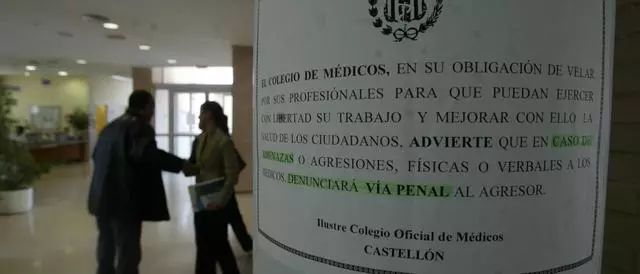 EL COLEGIO DE MÉDICOS, EN SU OBLIGACIÓN DE VELAR
POR SUS PROFESIÓNALES PARA QUE PUEDAN EJERCER
CON LIBERTAD SU TRABAJO Y MEJORAR CON ELLO LA
SALUD DE LOS CIUDADANOS, ADVIERTE QUE EN CASO DE
AMENAZAS O AGRESIONES, FÍSICAS O VERBALES A LOS
MÉDICOS, DENUNCIARÁ VÍA PENAL AL AGRESOR.
Ilustre Colegio Oficial de Médicos
CASTELLÓN